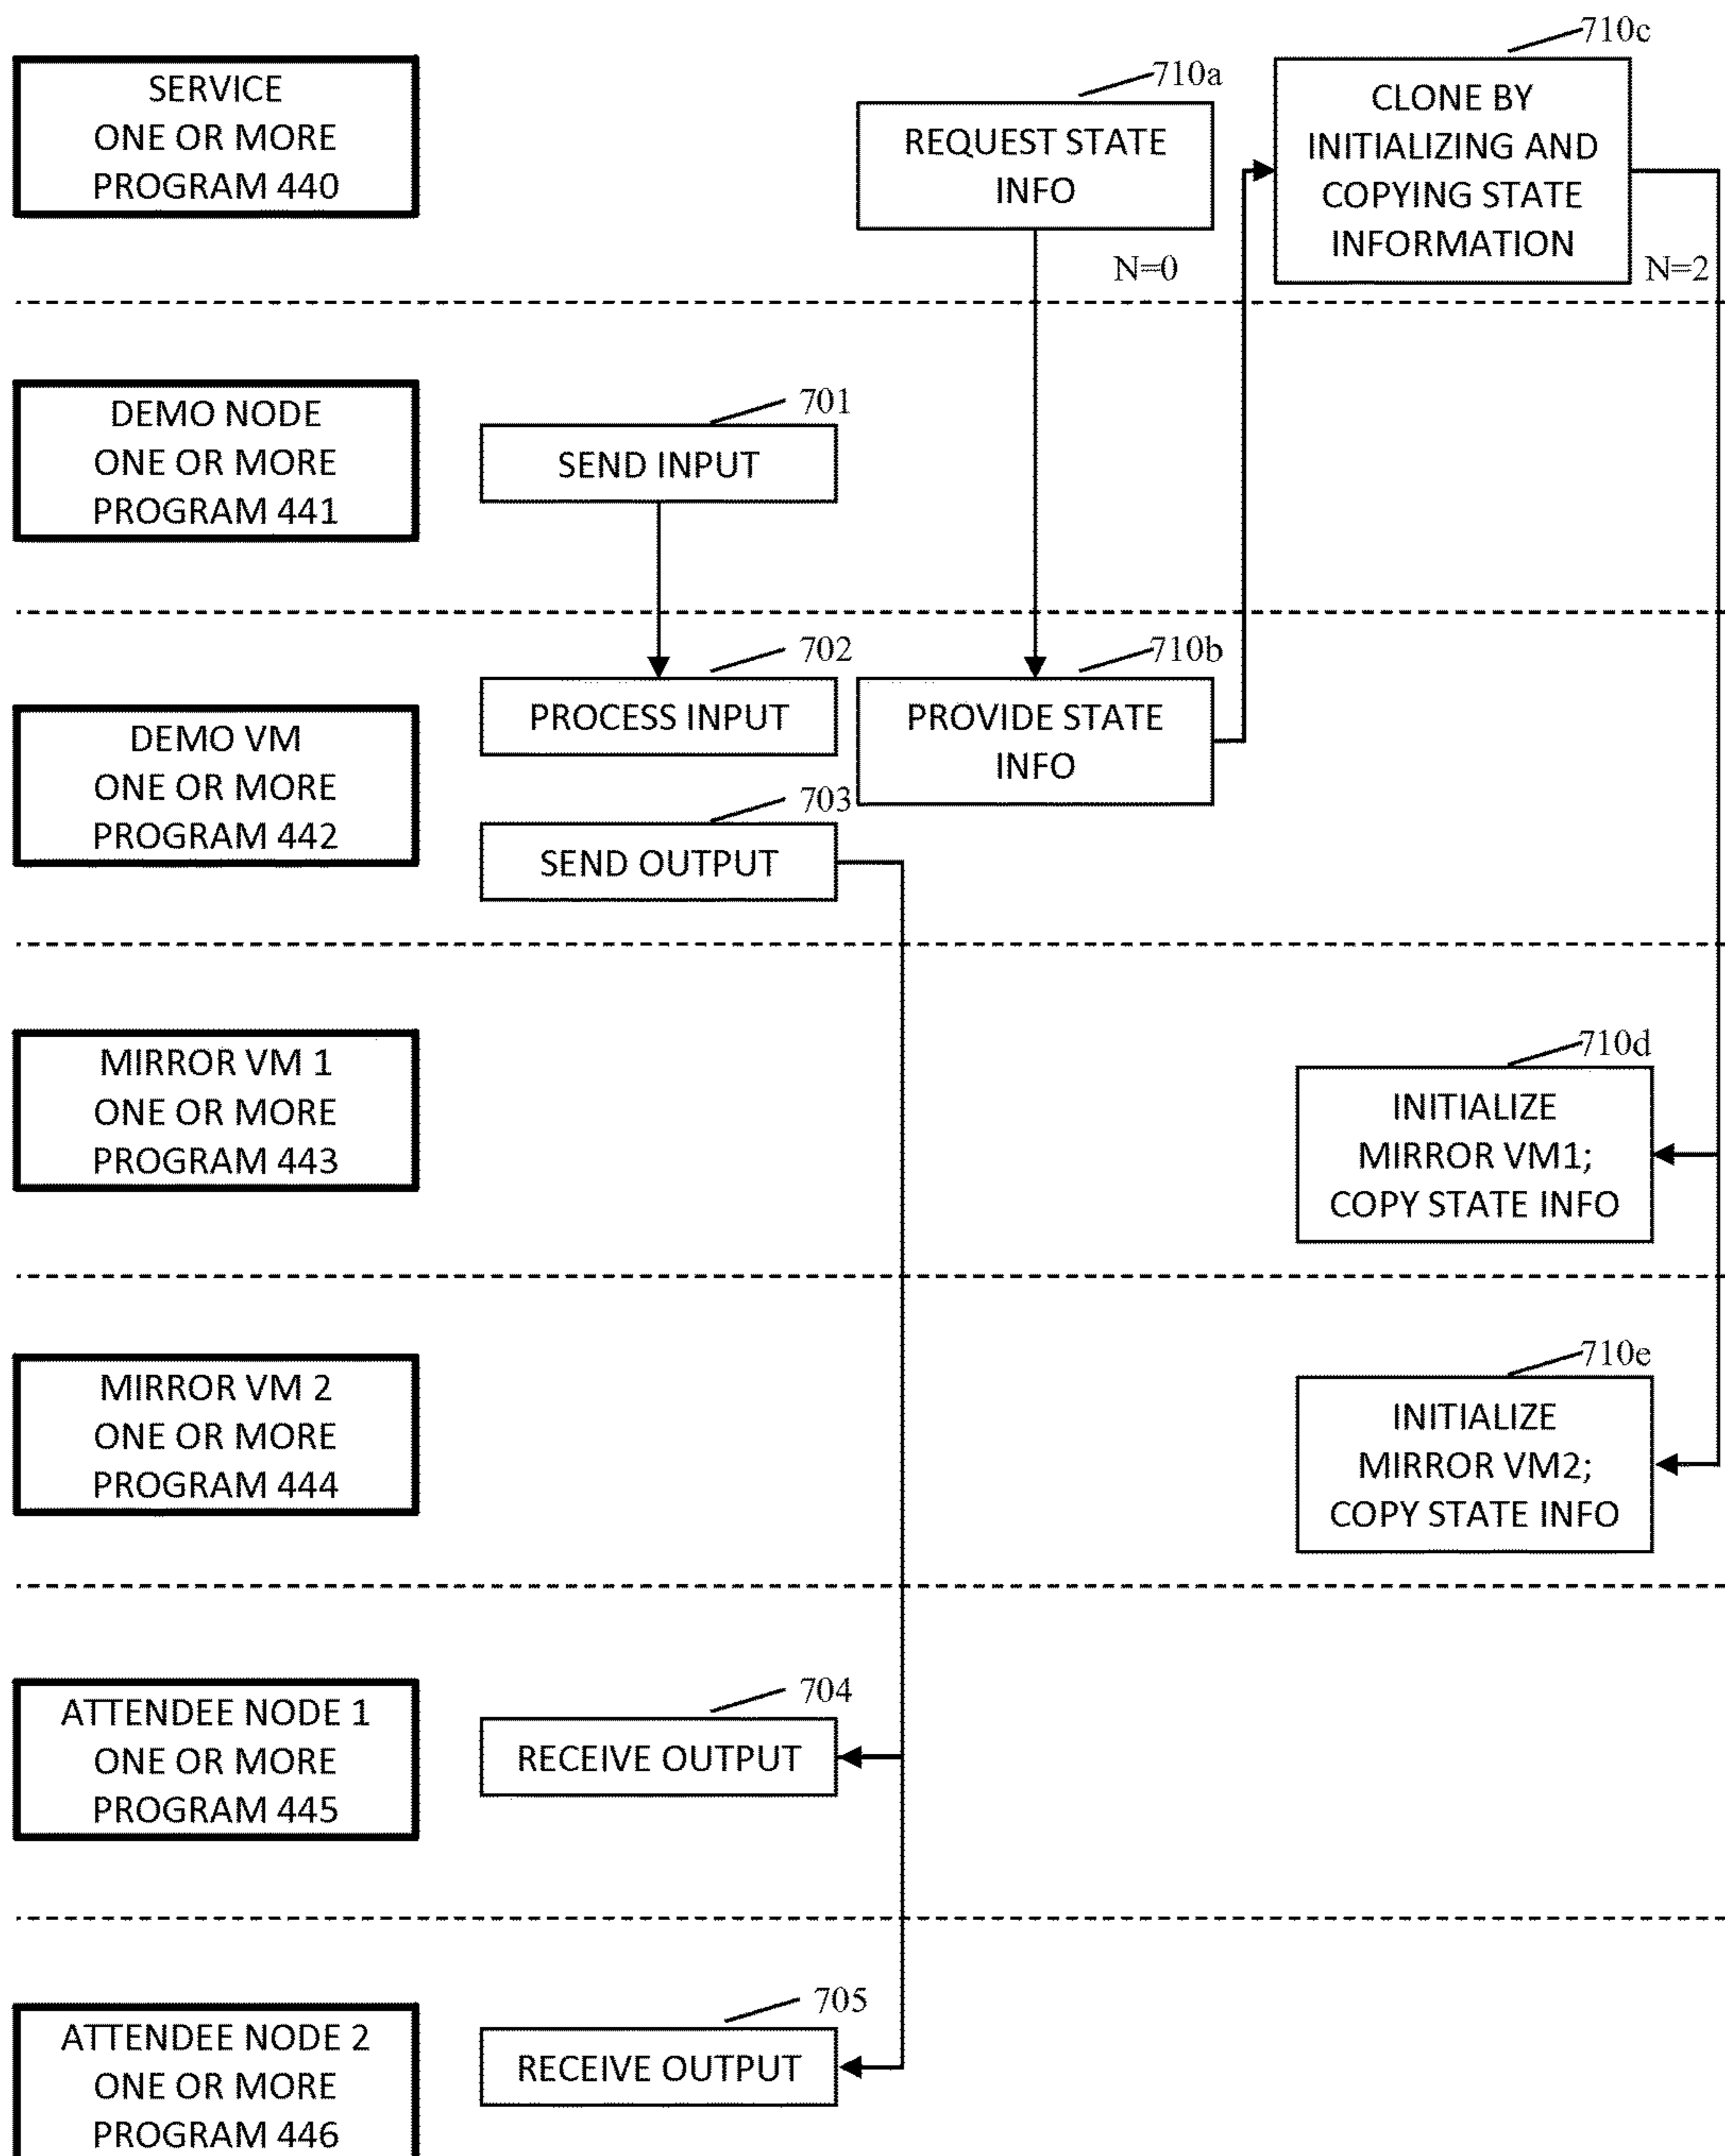 710c
710a
SERVICE
ONE OR MORE
PROGRAM 440
REQUEST STATE
INFO
CLONE BY
INITIALIZING AND
COPYING STATE
INFORMATION
N=0
N=2
701
DEMO NODE
ONE OR MORE
PROGRAM 441
SEND INPUT
702
710b
PROCESS INPUT
PROVIDE STATE
INFO
DEMO VM
ONE OR MORE
PROGRAM 442
703
SEND OUTPUT
710d
MIRROR VM 1
ONE OR MORE
PROGRAM 443
INITIALIZE
MIRROR VM1;
COPY STATE INFO
710e
MIRROR VM 2
ONE OR MORE
PROGRAM 444
INITIALIZE
MIRROR VM2;
COPY STATE INFO
704
ATTENDEE NODE 1
ONE OR MORE
PROGRAM 445
RECEIVE OUTPUT
705
ATTENDEE NODE 2
ONE OR MORE
PROGRAM 446
RECEIVE OUTPUT